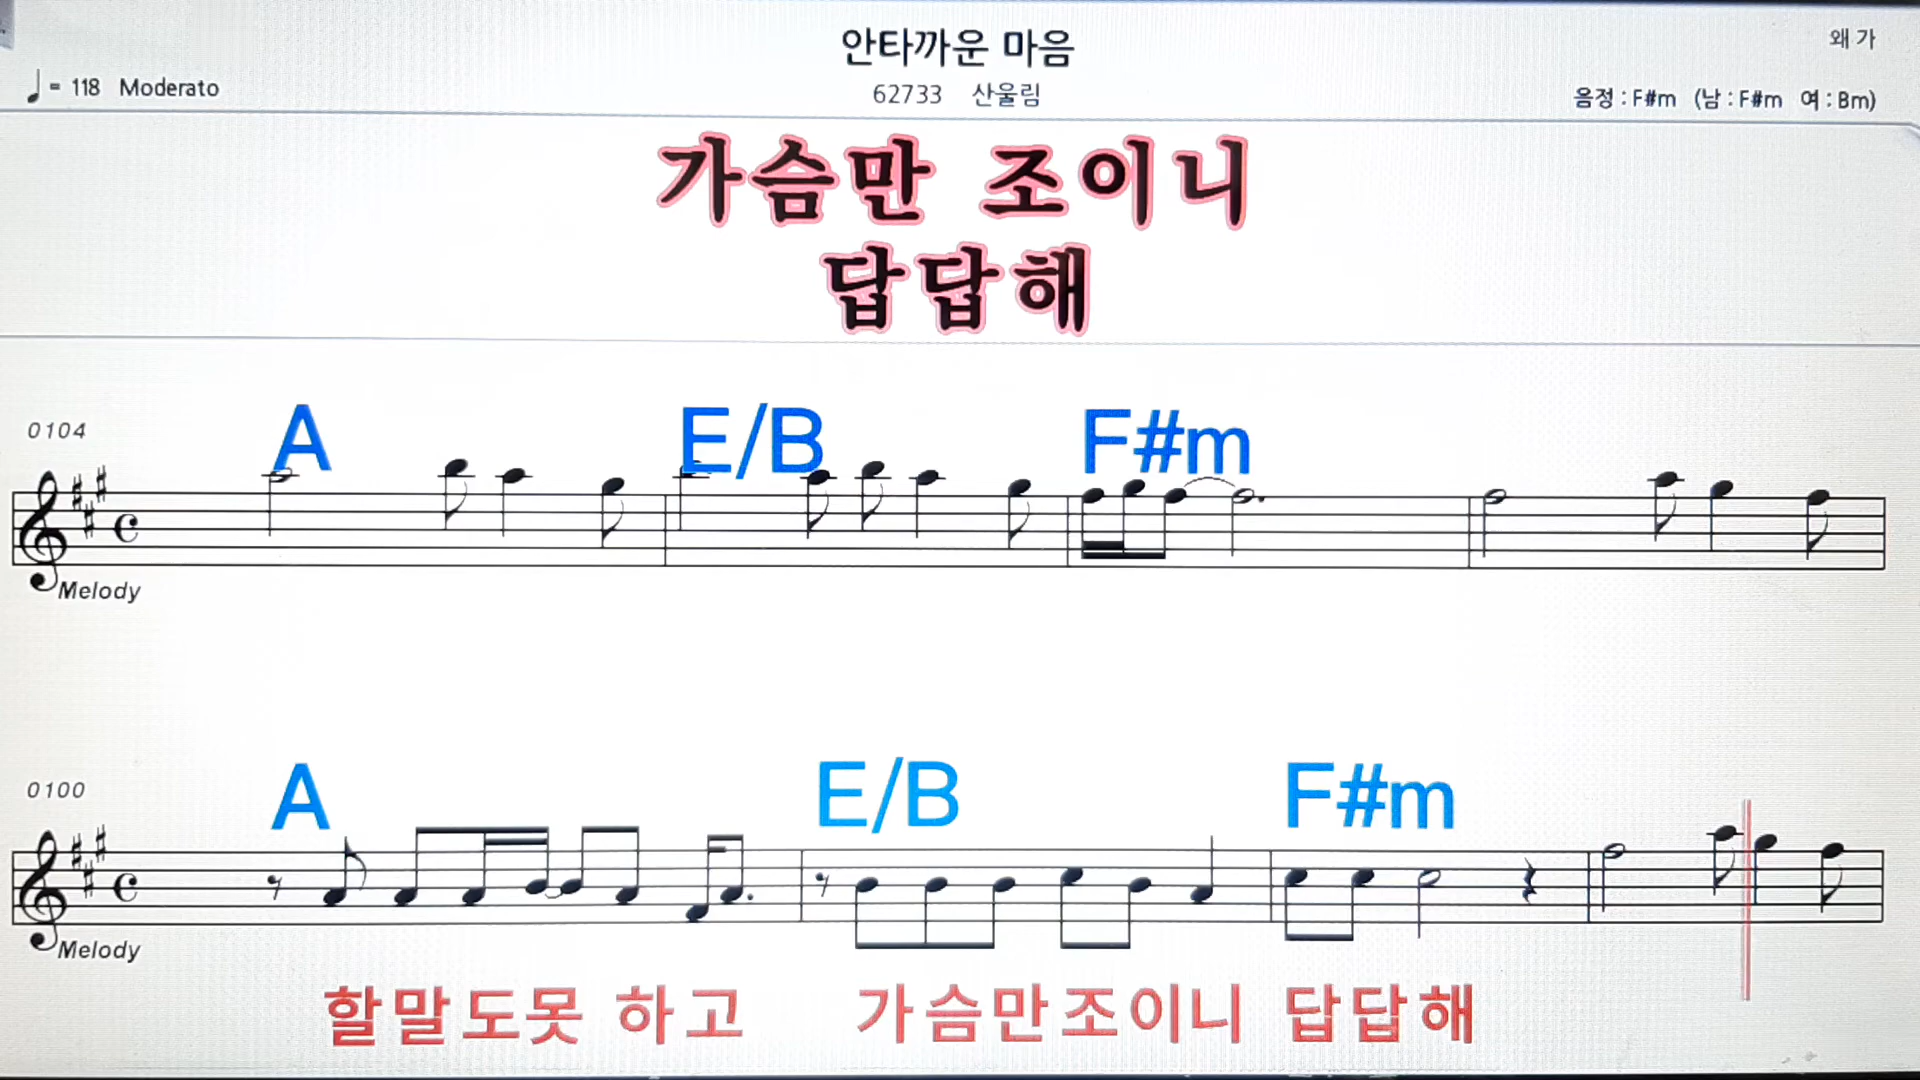 안타까운 마음
왜 가
♩= 118 Moderato
62733 산울림
음정 : F#m (남 : F#m 여 : Bm)
가슴만 조이니
답답해
0104
A E/B F#m
Melody
0100
A E/B F#m
Melody
할말도못 하고 가슴만조이니 답답해